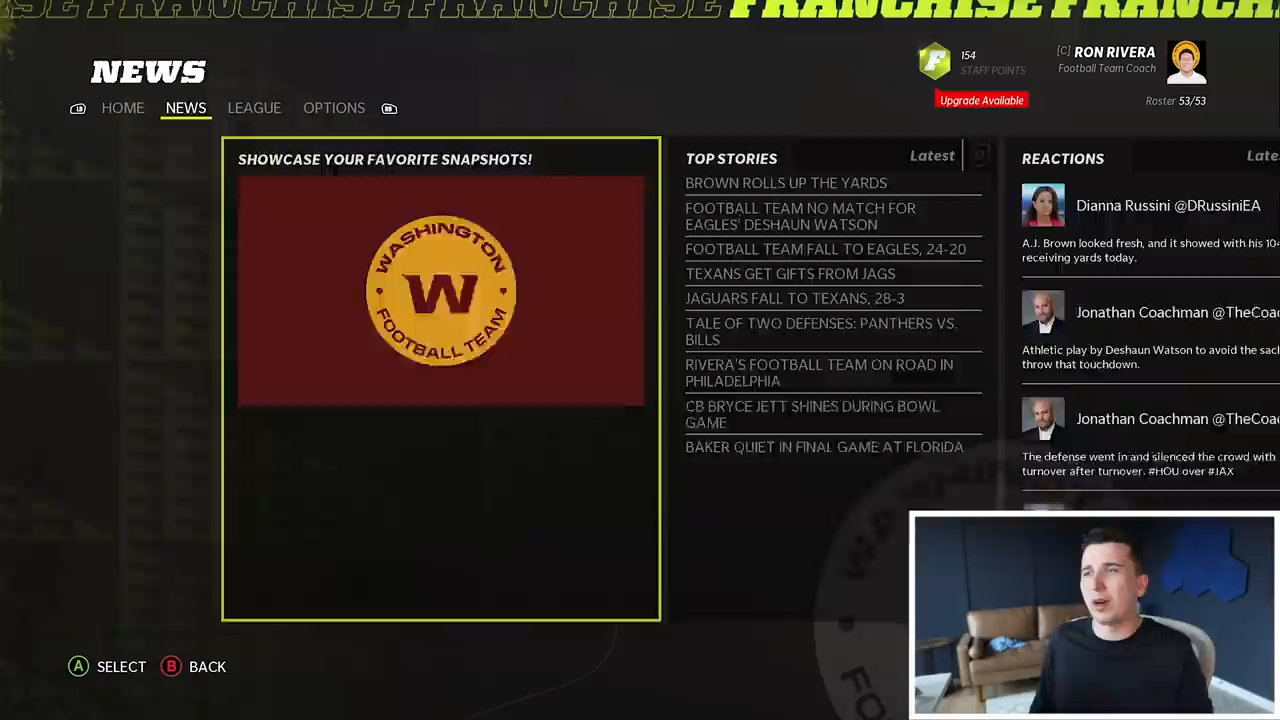 FRANCHISE FRANCHISE FRANCHISE
NEWS
154
STAFF POINTS
Upgrade Available
[C] RON RIVERA
Football Team Coach
Roster 53/53
LB HOME NEWS LEAGUE OPTIONS RB
SHOWCASE YOUR FAVORITE SNAPSHOTS!
WASHINGTON
W
FOOTBALL TEAM
TOP STORIES
Latest
BROWN ROLLS UP THE YARDS
FOOTBALL TEAM NO MATCH FOR
EAGLES' DESHAUN WATSON
FOOTBALL TEAM FALL TO EAGLES, 24-20
TEXANS GET GIFTS FROM JAGS
JAGUARS FALL TO TEXANS, 28-3
TALE OF TWO DEFENSES: PANTHERS VS.
BILLS
RIVERA'S FOOTBALL TEAM ON ROAD IN
PHILADELPHIA
CB BRYCE JETT SHINES DURING BOWL
GAME
BAKER QUIET IN FINAL GAME AT FLORIDA
REACTIONS
Late
Dianna Russini @DRussiniEA
A.J. Brown looked fresh, and it showed with his 10
receiving yards today.
Jonathan Coachman @TheCoa
Athletic play by Deshaun Watson to avoid the sac
throw that touchdown.
Jonathan Coachman @TheCoa
The defense went in and silenced the crowd with
turnover after turnover. #HOU over #JAX
A SELECT B BACK